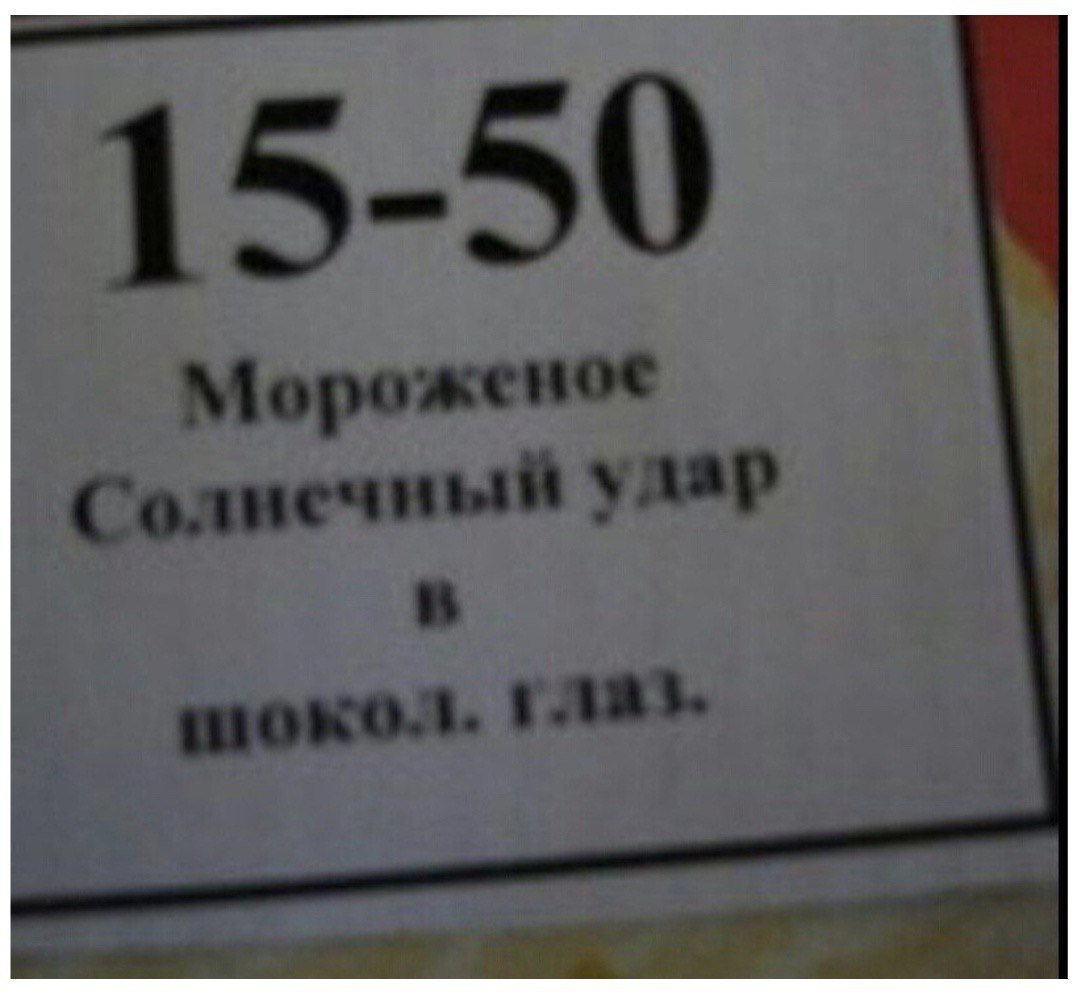 15-50
Мороженое
Солнечный удар
в
шокол. глаз.